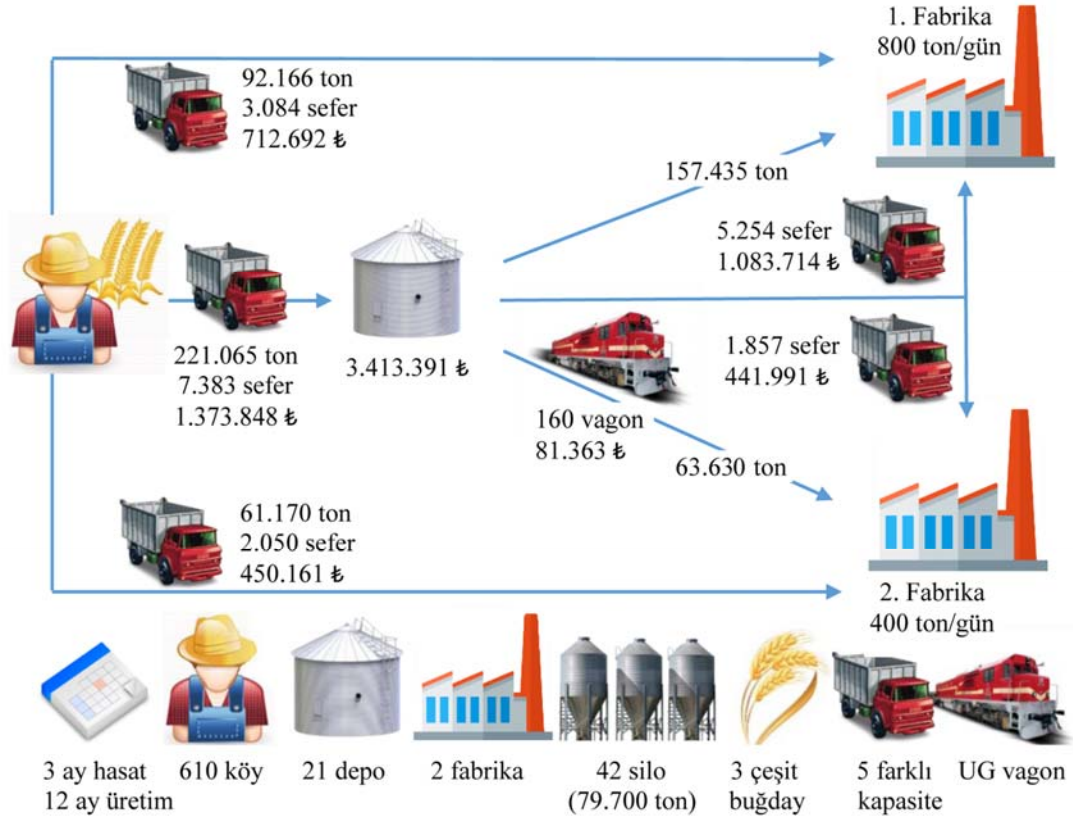 1. Fabrika
800 ton/gün
92.166 ton
3.084 sefer
712.692 ₺
157.435 ton
5.254 sefer
1.083.714 ₺
221.065 ton
7.383 sefer
1.373.848 ₺
3.413.391 ₺
160 vagon
81.363 ₺
1.857 sefer
441.991 ₺
63.630 ton
61.170 ton
2.050 sefer
450.161 ₺
2. Fabrika
400 ton/gün
3 ay hasat
12 ay üretim
610 köy
21 depo
2 fabrika
42 silo
(79.700 ton)
3 çeşit
buğday
5 farklı
kapasite
UG vagon